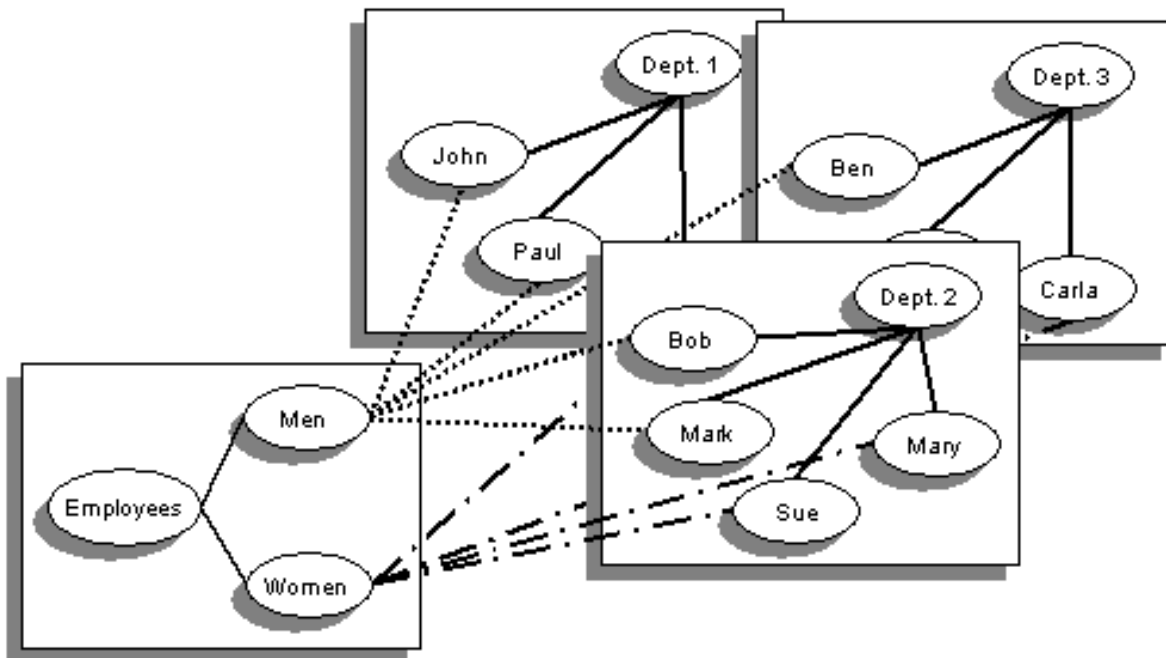 Dept. 1
Dept. 3
John
Ben
Paul
Dept. 2
Carla
Bob
Men
Mark
Mary
Employees
Sue
Women